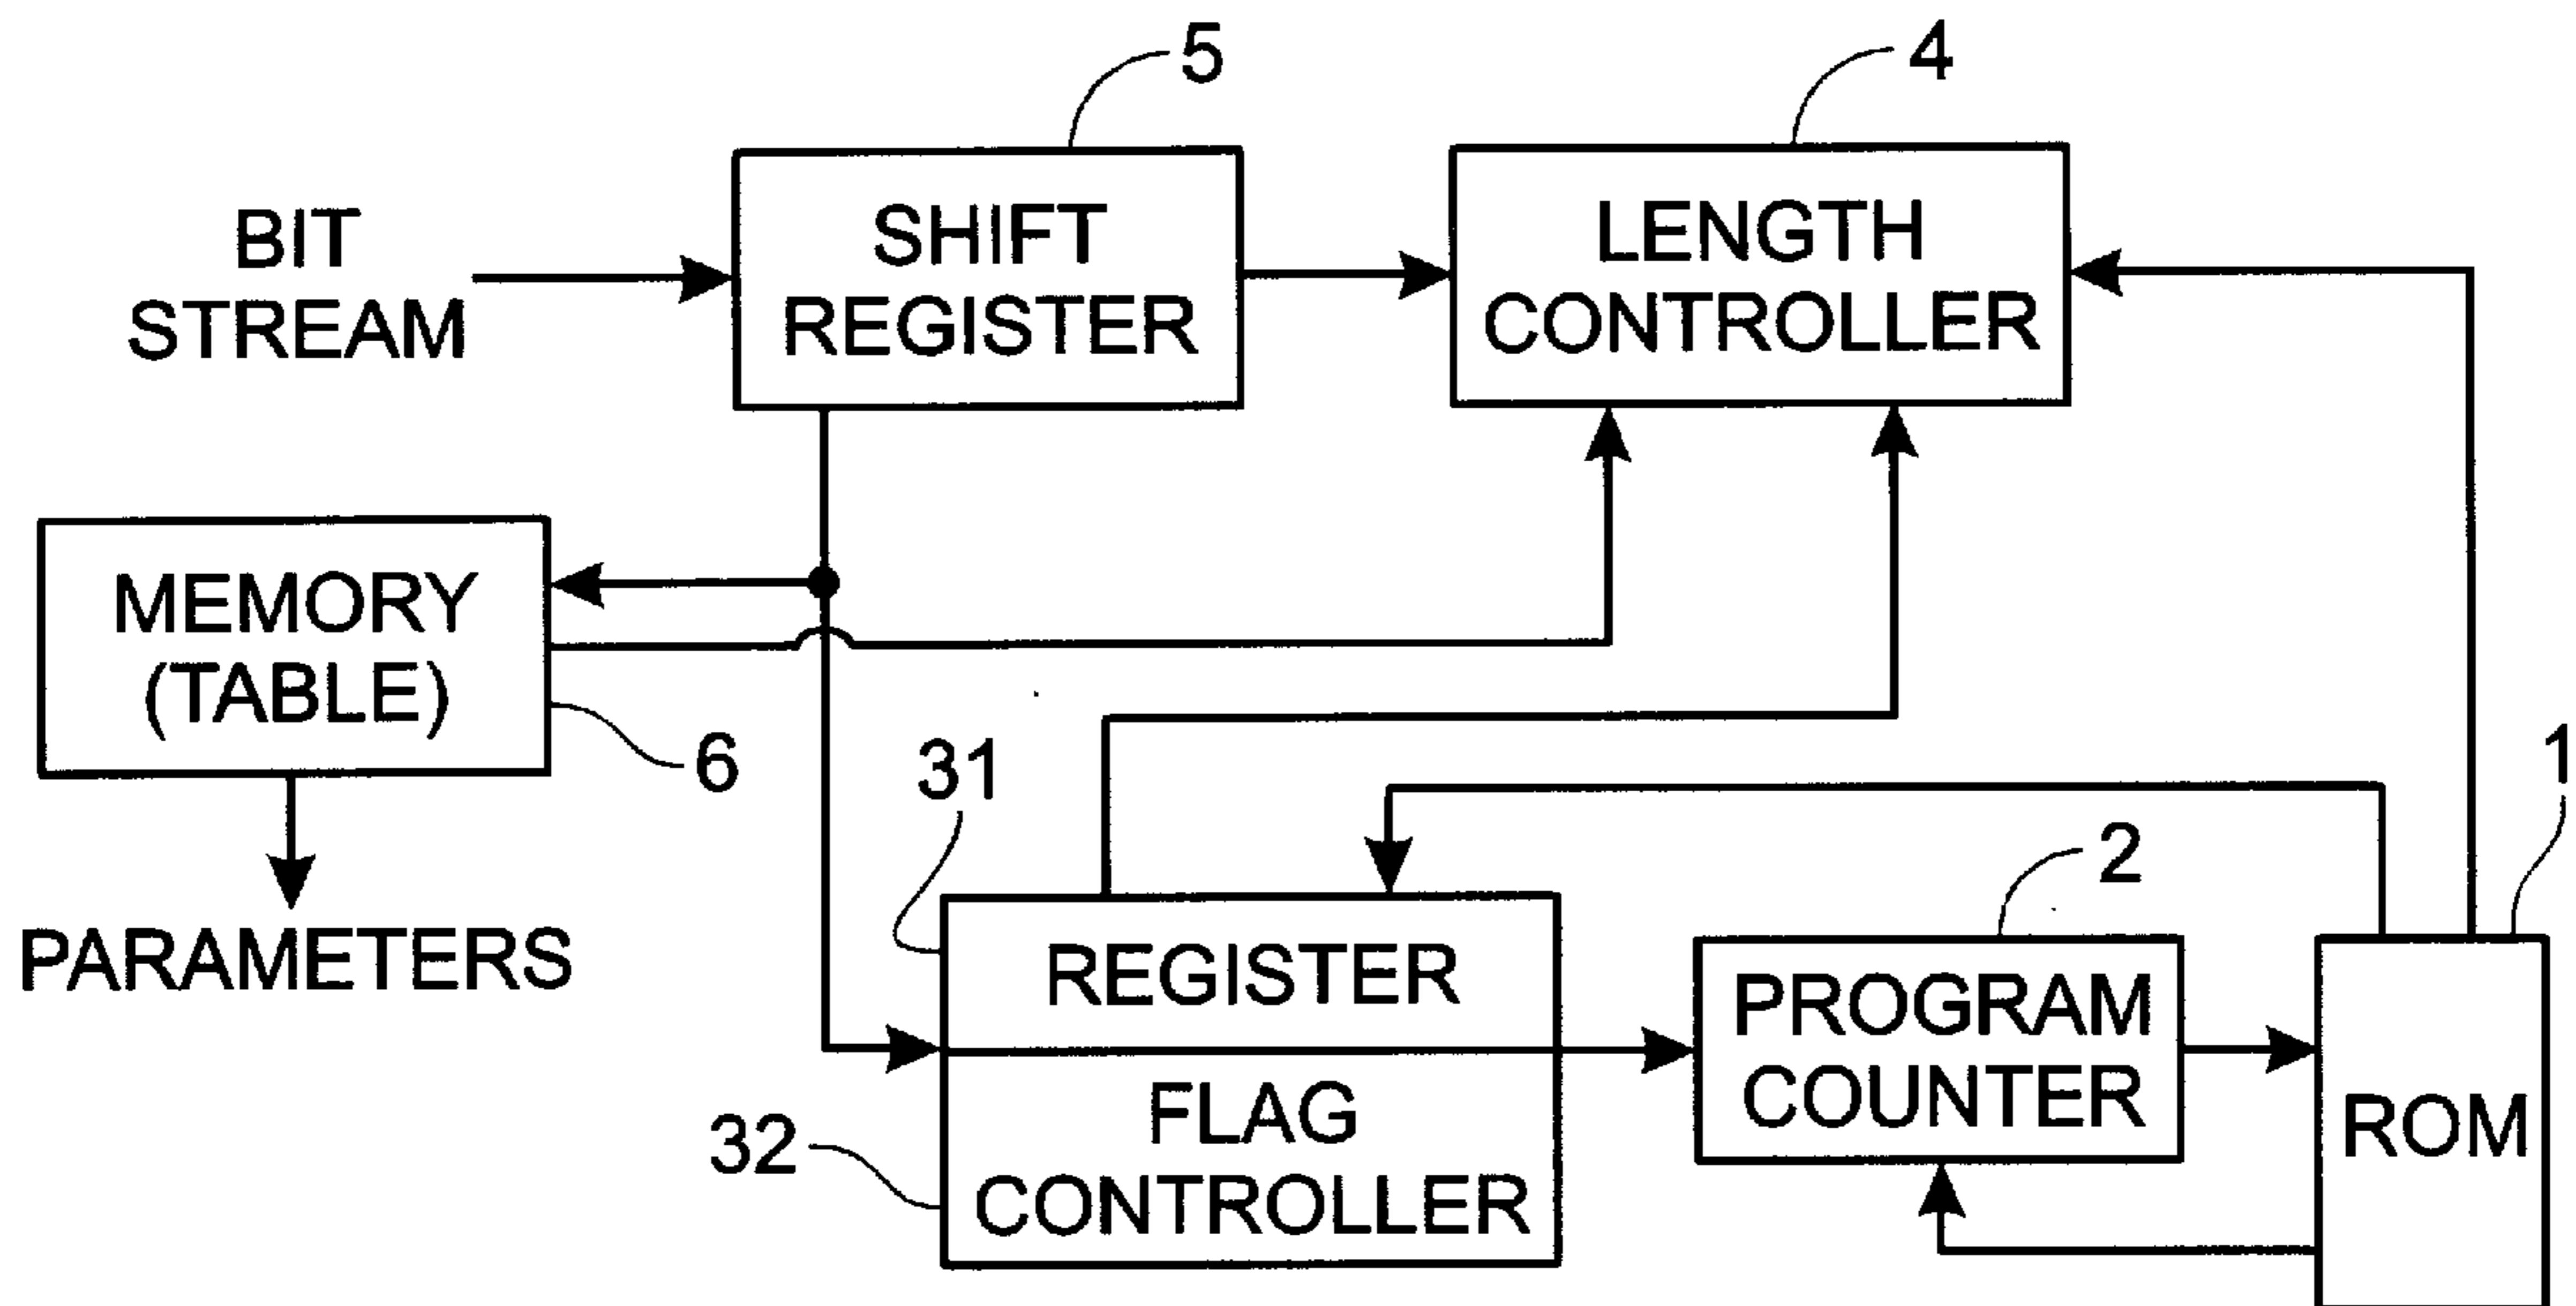 5
4
BIT
STREAM
SHIFT
REGISTER
LENGTH
CONTROLLER
MEMORY
(TABLE)
6
31
1
2
PARAMETERS
REGISTER
PROGRAM
COUNTER
32
FLAG
CONTROLLER
ROM